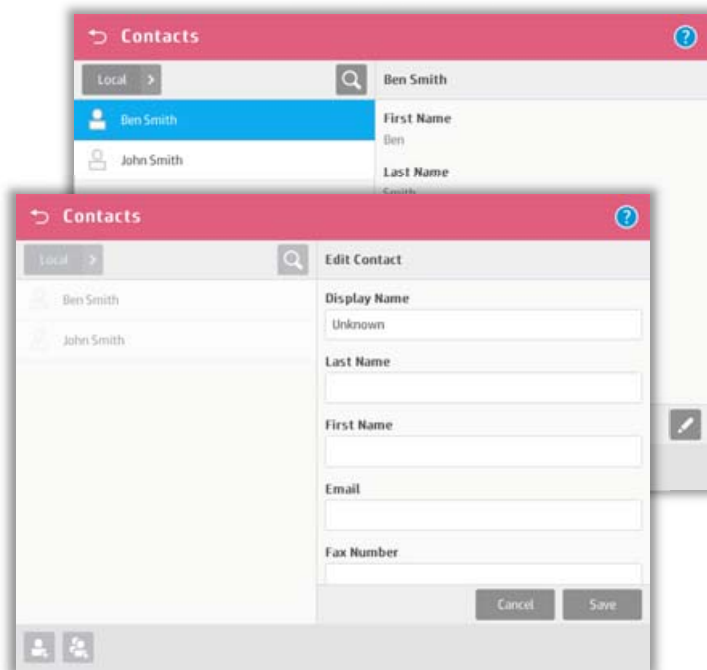 Contacts
?
Local >
Ben Smith
Ben Smith
First Name
Ben
John Smith
Last Name
Smith
Contacts
?
Local >
Edit Contact
Ben Smith
Display Name
Unknown
John Smith
Last Name
First Name
Email
Fax Number
Cancel
Save